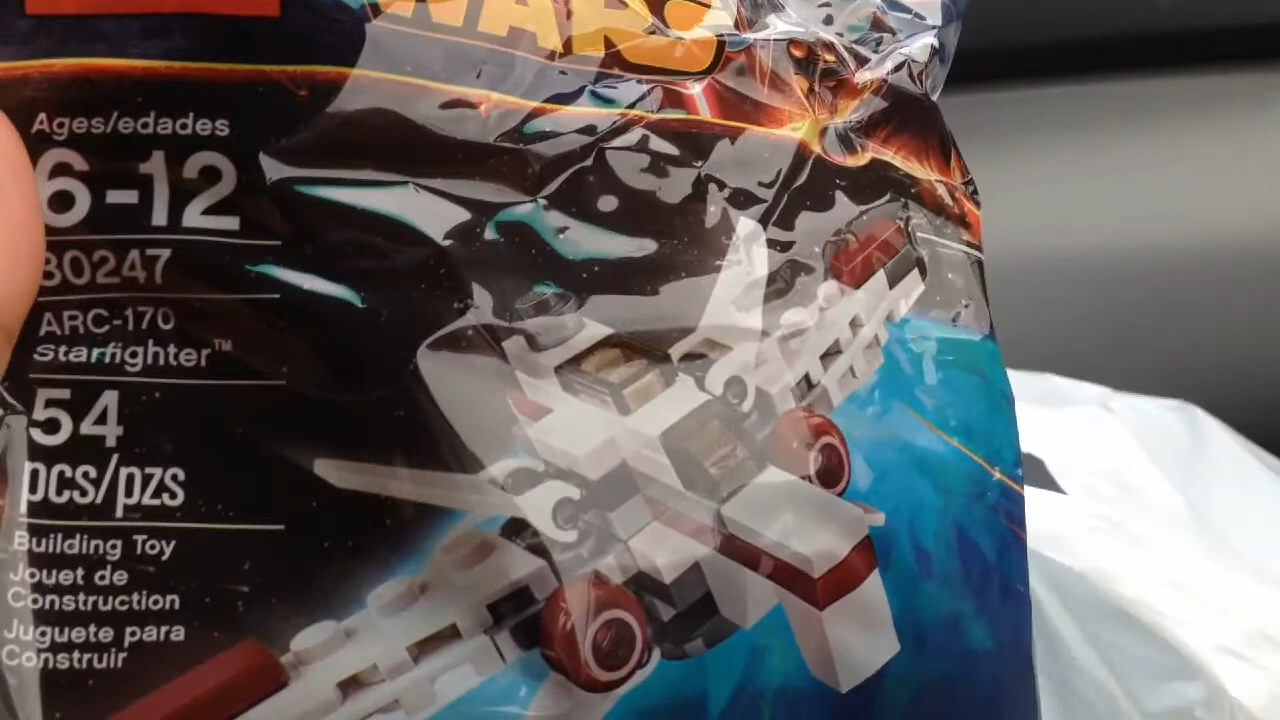 WARS
Ages/edades
6-12
30247
ARC-170
Starfighter™
54
pcs/pzs
Building Toy
Jouet de
Construction
Juguete para
Construir